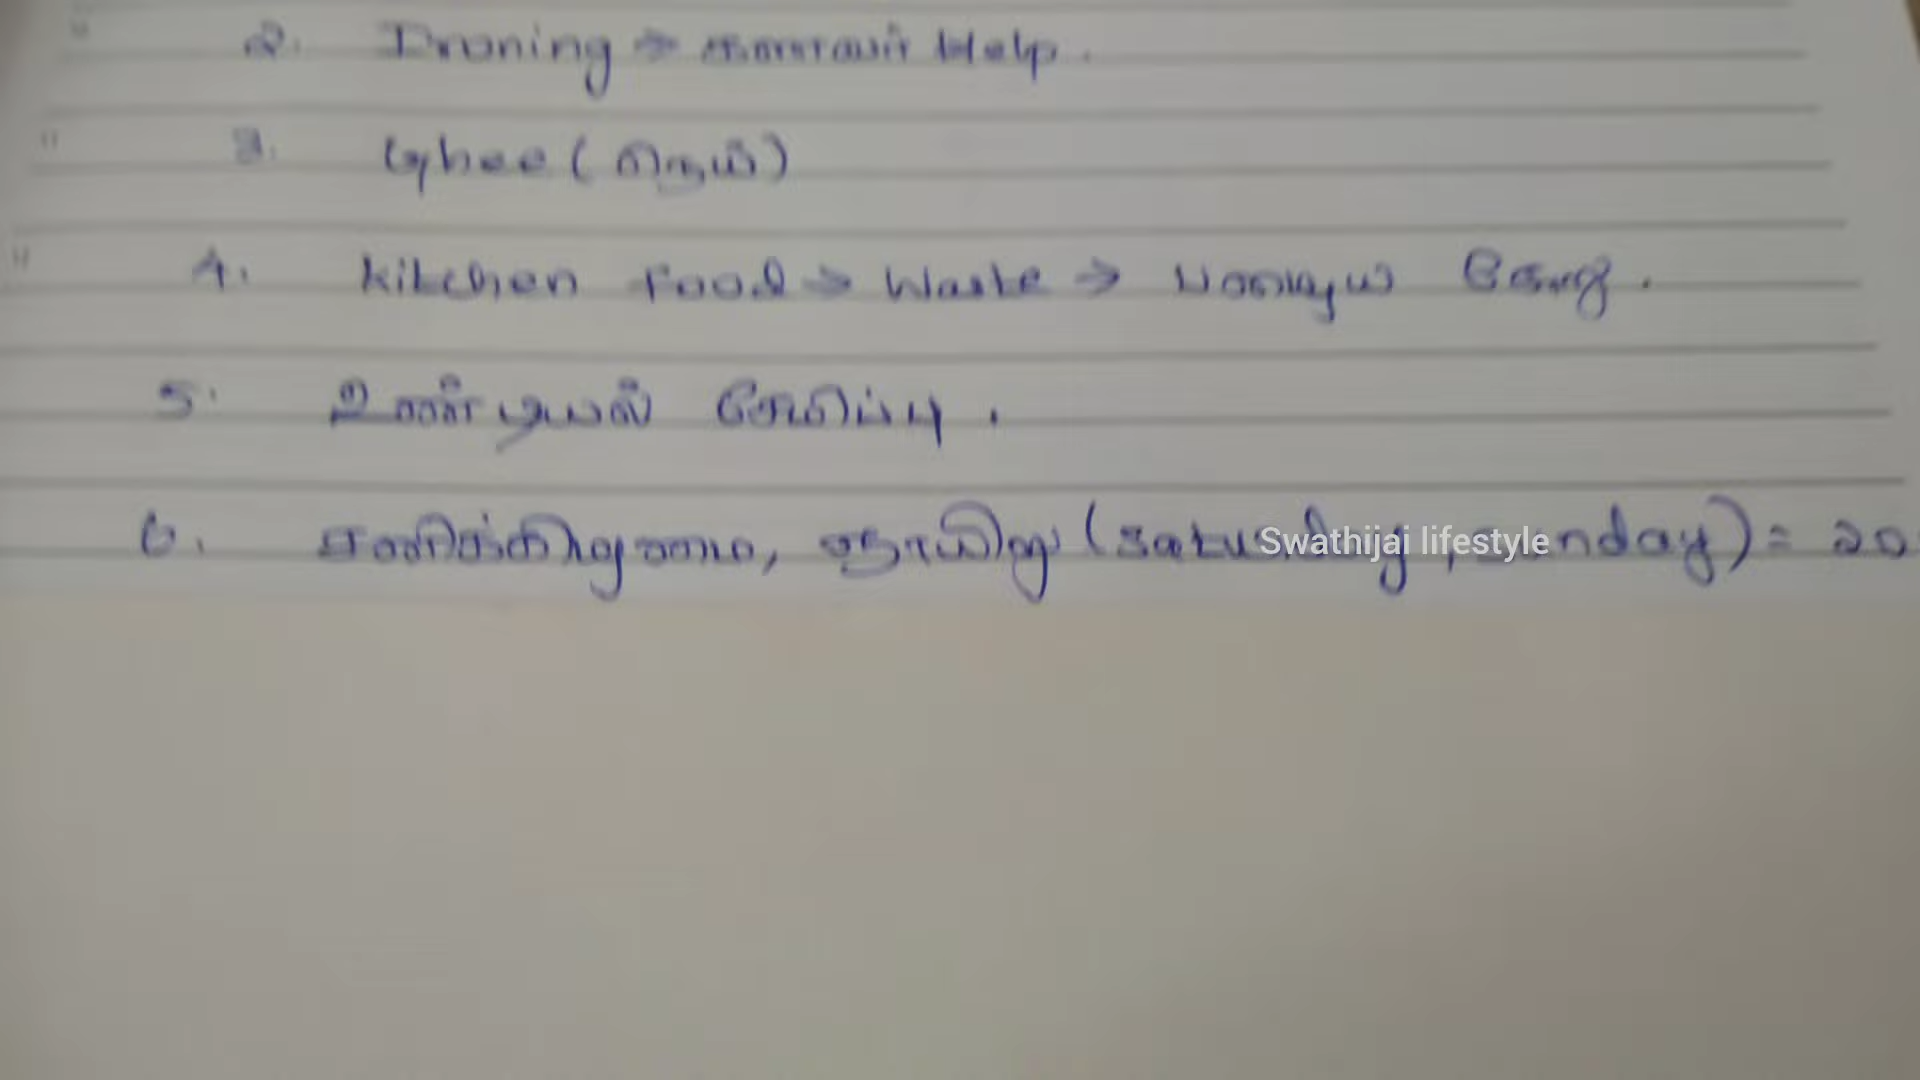 2. Ironing → கணவர் Help.
3. Ghee (நெய்)
4. Kitchen Food → Waste → பழைய சோறு.
5. உண்டியல் சேமிப்பு.
6. சனிக்கிழமை, ஞாயிறு (Saturday, Sunday) = 20
Swathijai lifestyle